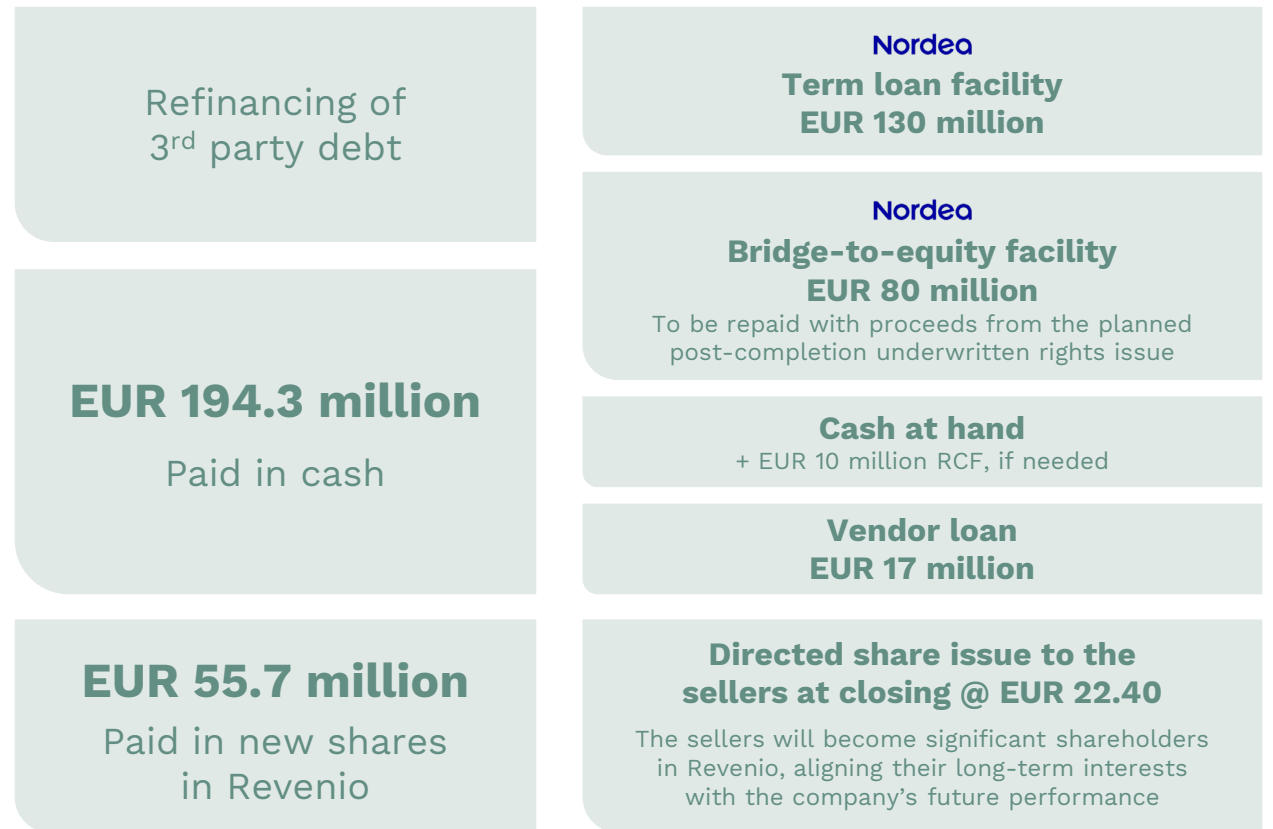 Refinancing of
3rd party debt
EUR 194.3 million
Paid in cash
EUR 55.7 million
Paid in new shares
in Revenio
Nordea
Term loan facility
EUR 130 million
Nordea
Bridge-to-equity facility
EUR 80 million
To be repaid with proceeds from the planned
post-completion underwritten rights issue
Cash at hand
+ EUR 10 million RCF, if needed
Vendor loan
EUR 17 million
Directed share issue to the
sellers at closing @ EUR 22.40
The sellers will become significant shareholders
in Revenio, aligning their long-term interests
with the company’s future performance